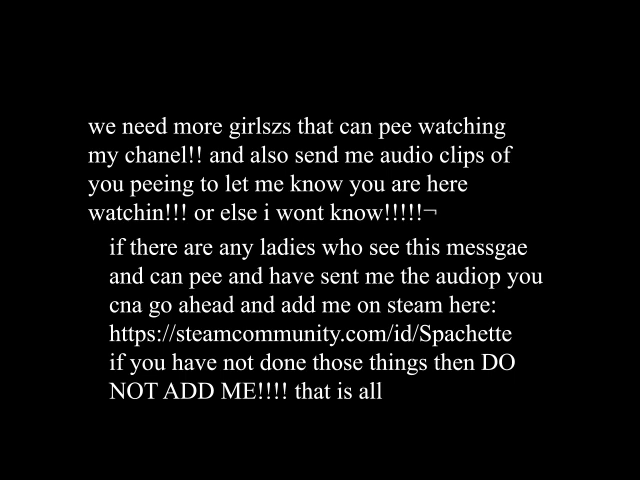 we need more girlszs that can pee watching
my chanel!! and also send me audio clips of
you peeing to let me know you are here
watchin!!! or else i wont know!!!!!¬
if there are any ladies who see this messgae
and can pee and have sent me the audiop you
cna go ahead and add me on steam here:
https://steamcommunity.com/id/Spachette
if you have not done those things then DO
NOT ADD ME!!!! that is all